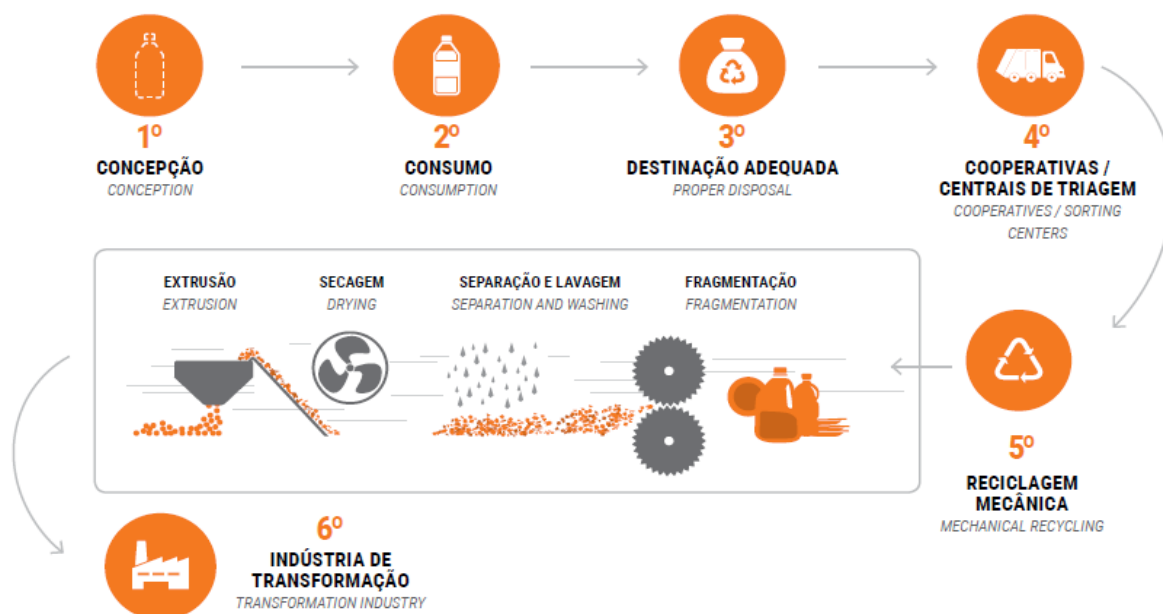 1º
CONCEPÇÃO
CONCEPTION
2º
CONSUMO
CONSUMPTION
3º
DESTINAÇÃO ADEQUADA
PROPER DISPOSAL
4º
COOPERATIVAS /
CENTRAIS DE TRIAGEM
COOPERATIVES / SORTING
CENTERS
EXTRUSÃO
EXTRUSION
SECAGEM
DRYING
SEPARAÇÃO E LAVAGEM
SEPARATION AND WASHING
FRAGMENTAÇÃO
FRAGMENTATION
5º
RECICLAGEM
MECÂNICA
MECHANICAL RECYCLING
6º
INDÚSTRIA DE
TRANSFORMAÇÃO
TRANSFORMATION INDUSTRY